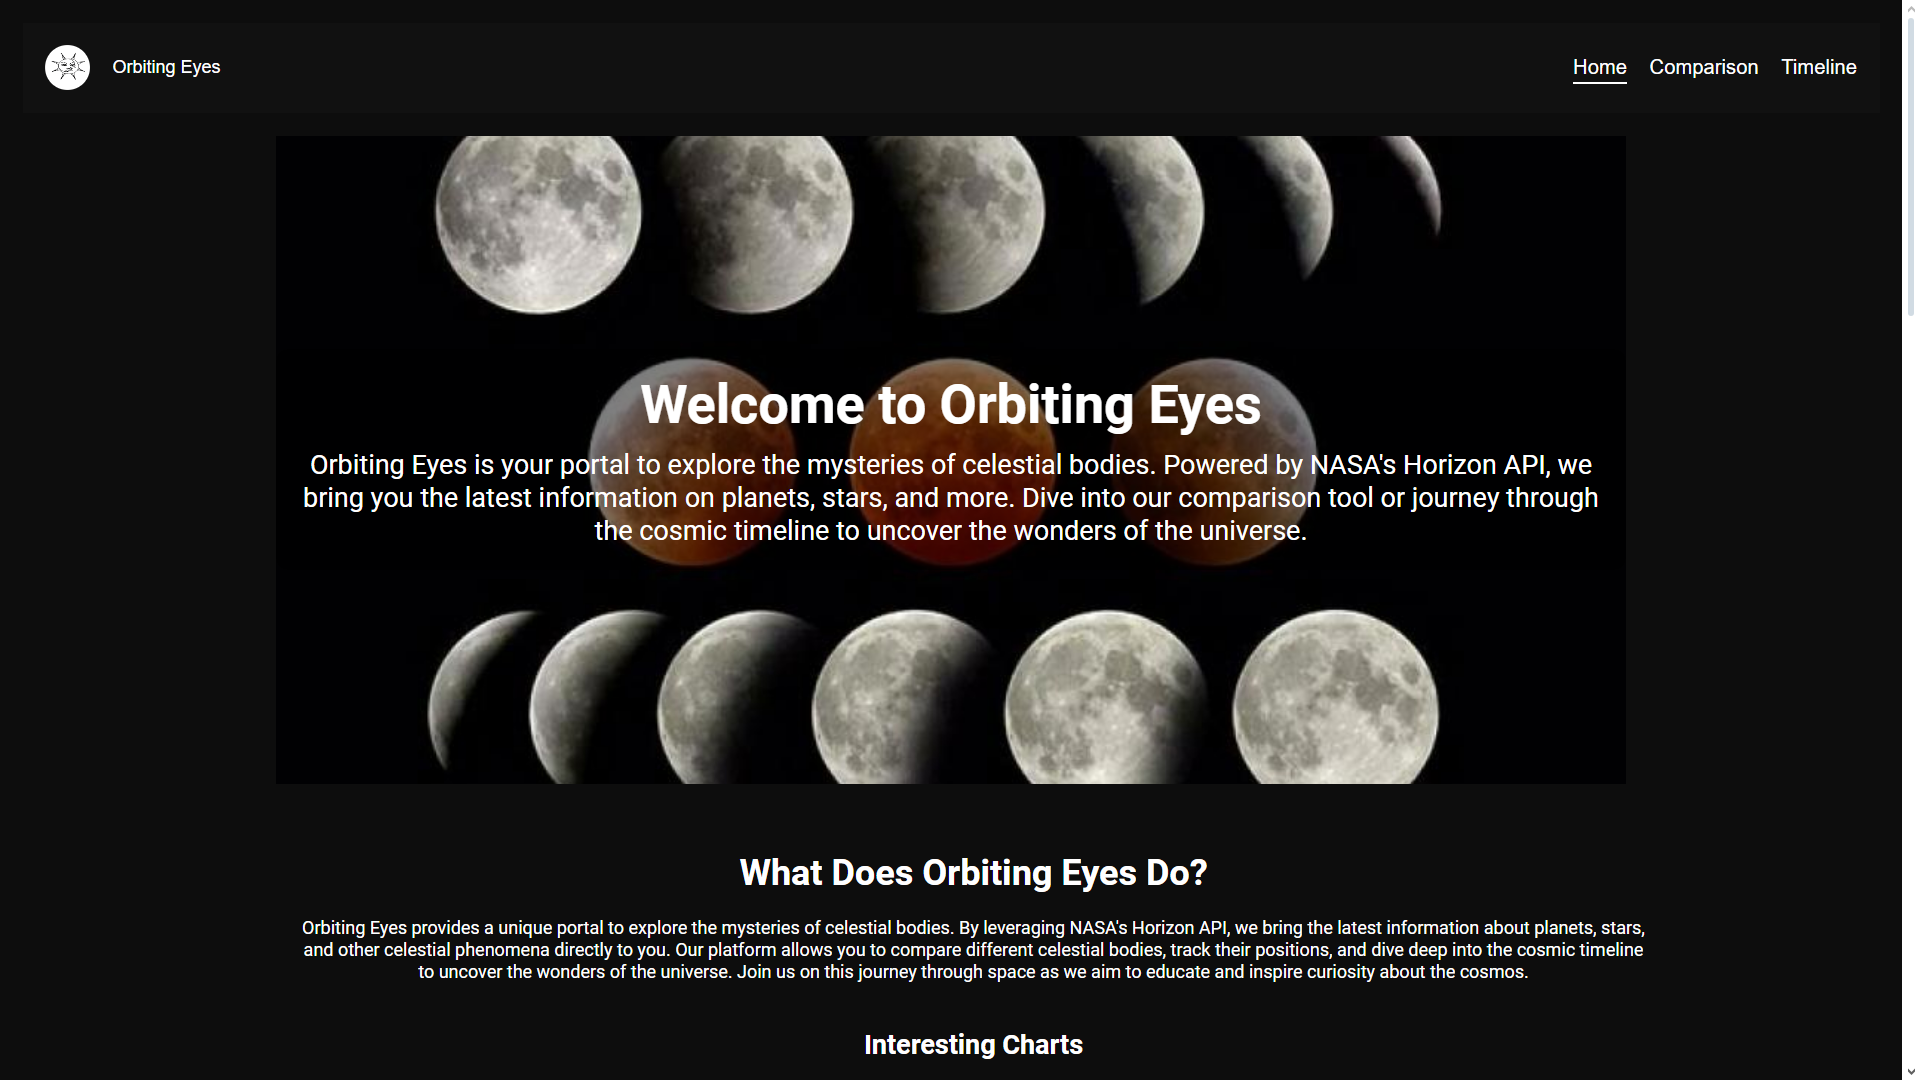 Orbiting Eyes
Home
Comparison
Timeline
Welcome to Orbiting Eyes
Orbiting Eyes is your portal to explore the mysteries of celestial bodies. Powered by NASA's Horizon API, we
bring you the latest information on planets, stars, and more. Dive into our comparison tool or journey through
the cosmic timeline to uncover the wonders of the universe.
What Does Orbiting Eyes Do?
Orbiting Eyes provides a unique portal to explore the mysteries of celestial bodies. By leveraging NASA's Horizon API, we bring the latest information about planets, stars,
and other celestial phenomena directly to you. Our platform allows you to compare different celestial bodies, track their positions, and dive deep into the cosmic timeline
to uncover the wonders of the universe. Join us on this journey through space as we aim to educate and inspire curiosity about the cosmos.
Interesting Charts